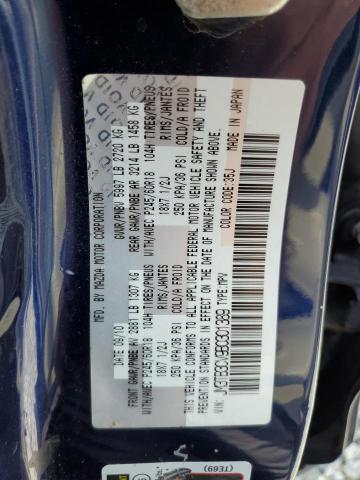 MFD BY: MAZDA MOTOR CORPORATION
DATE: 09/10 GVWR/PNBV 5997 LB 2720 KG
FRONT GAWR/PNBE AV 2881 LB 1307 KG REAR GAWR/PNBE AR 3214 LB 1458 KG
WITH/AVEC P245/60R18 104H TIRES/PNEUS WITH/AVEC P245/60R18 104H TIRES/PNEUS
18X7 1/2J RIMS/JANTES 18X7 1/2J RIMS/JANTES
250 KPA/36 PSI COLD/A FROID 250 KPA/36 PSI COLD/A FROID
THIS VEHICLE CONFORMS TO ALL APPLICABLE FEDERAL MOTOR VEHICLE SAFETY AND THEFT
PREVENTION STANDARDS IN EFFECT ON THE DATE OF MANUFACTURE SHOWN ABOVE.
TYPE:MPV COLOR CODE:35J MADE IN JAPAN
(TE69)